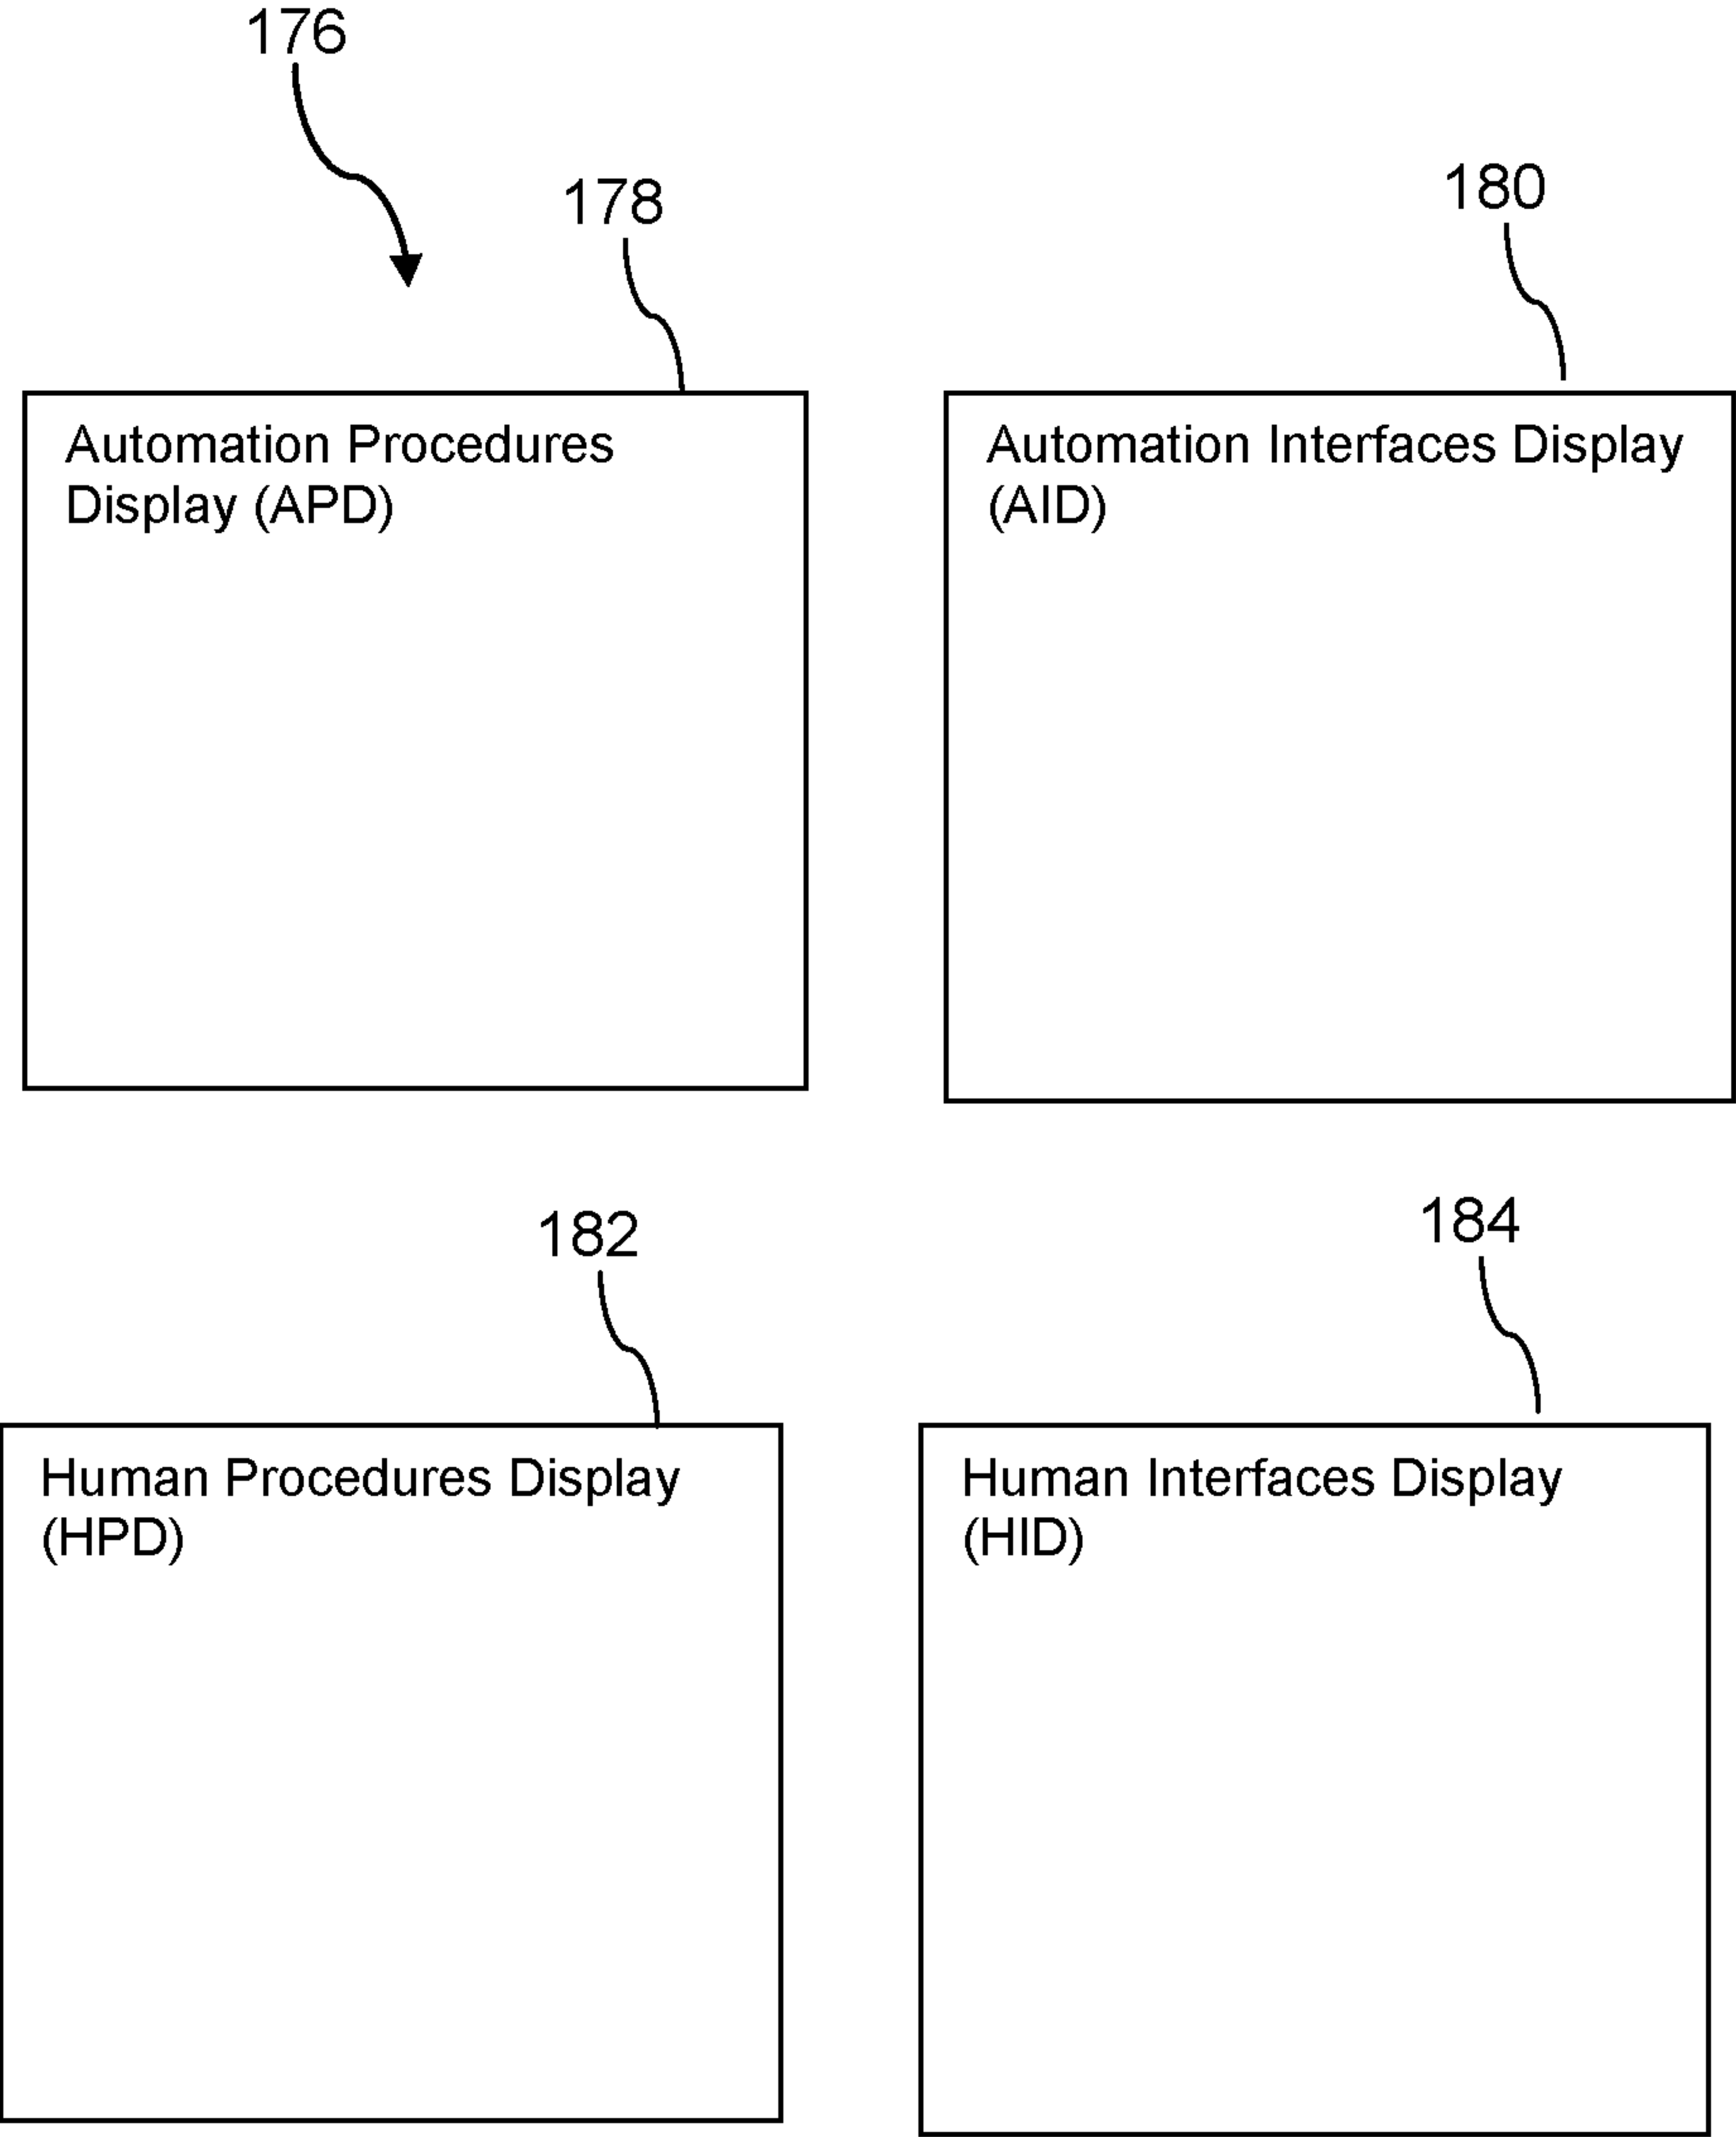 176
178
180
Automation Procedures
Display (APD)
Automation Interfaces Display
(AID)
182
184
Human Procedures Display
(HPD)
Human Interfaces Display
(HID)